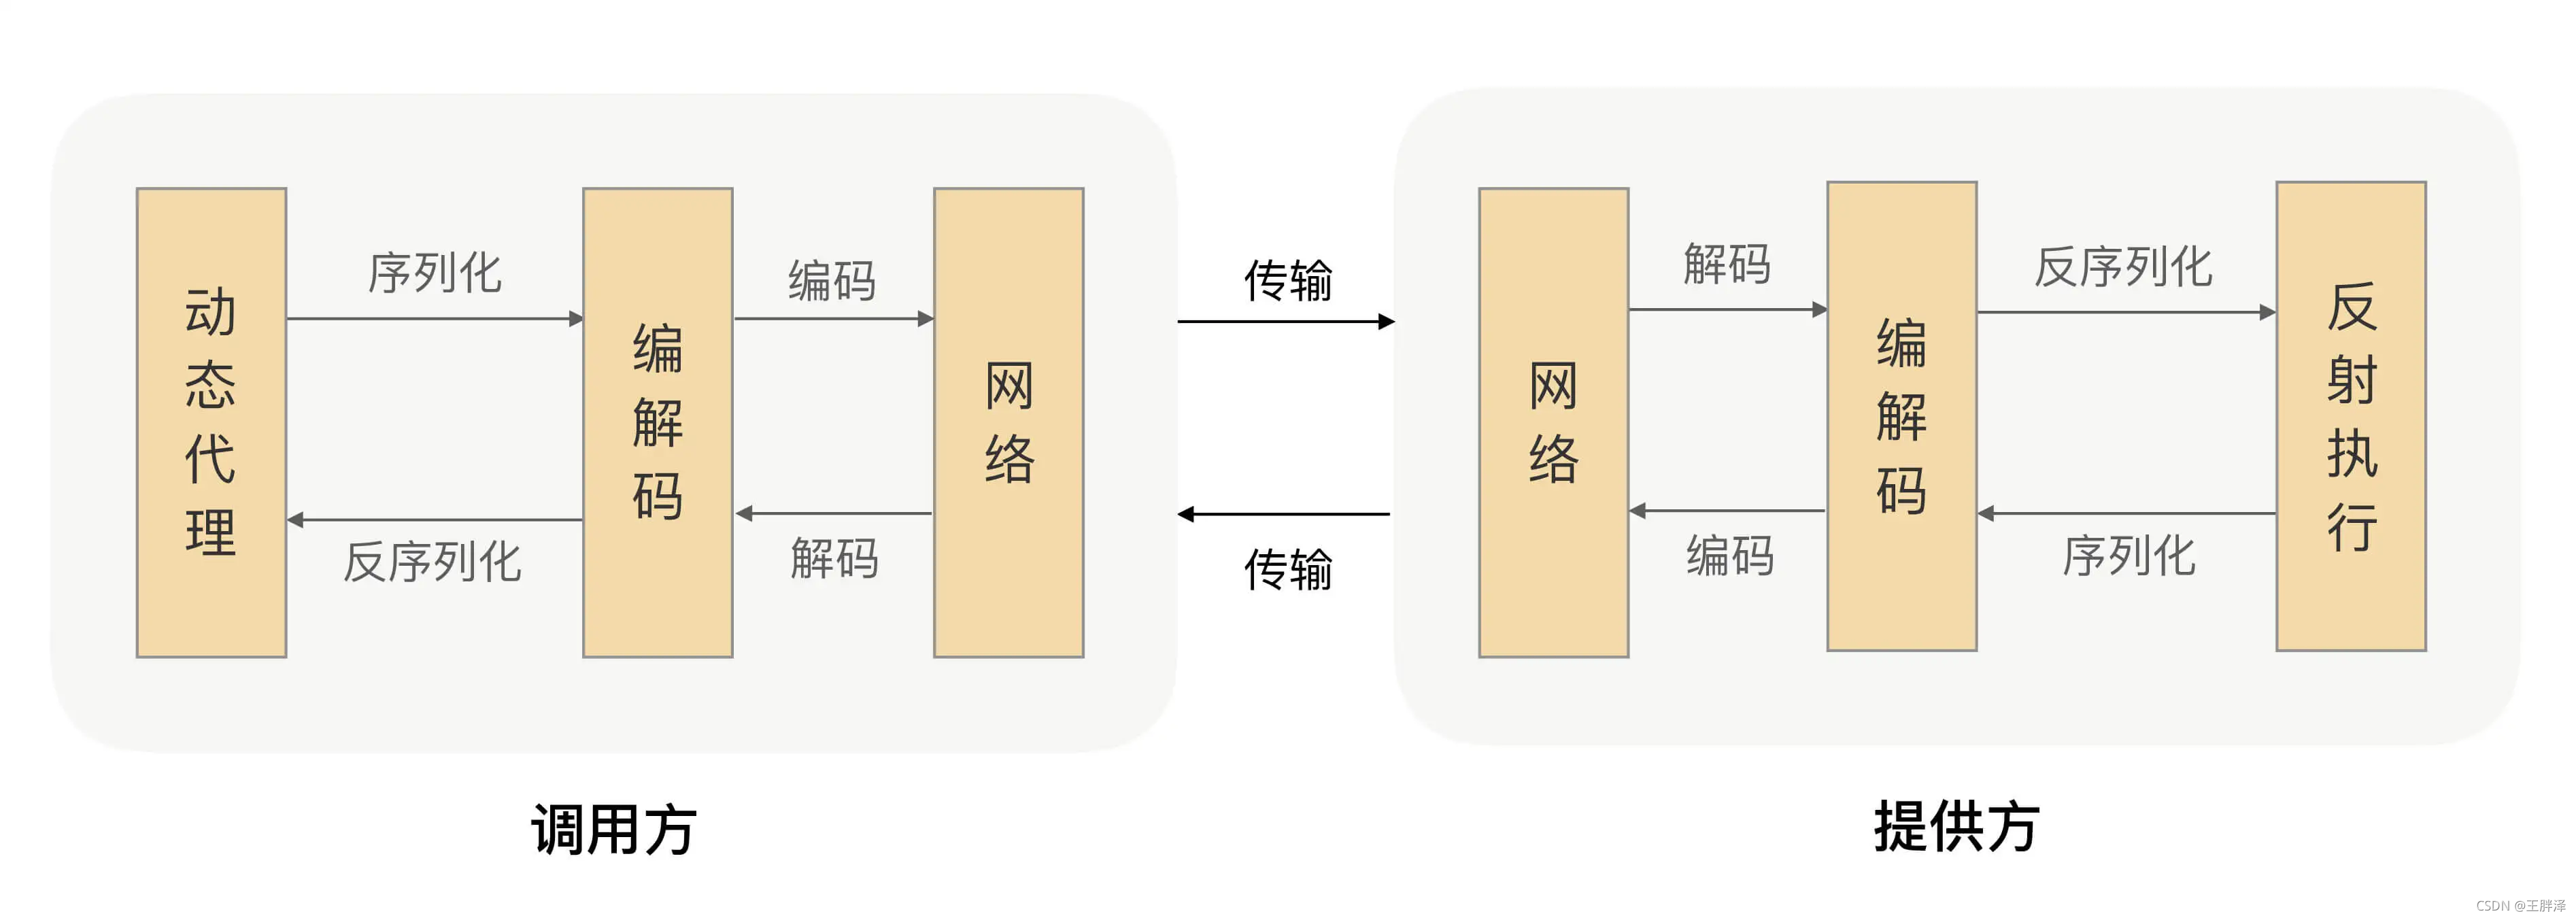 动态代理
序列化
反序列化
编解码
编码
解码
网络
传输
传输
网络
解码
编码
编解码
反序列化
序列化
反射执行
调用方
提供方
CSDN @王胖泽